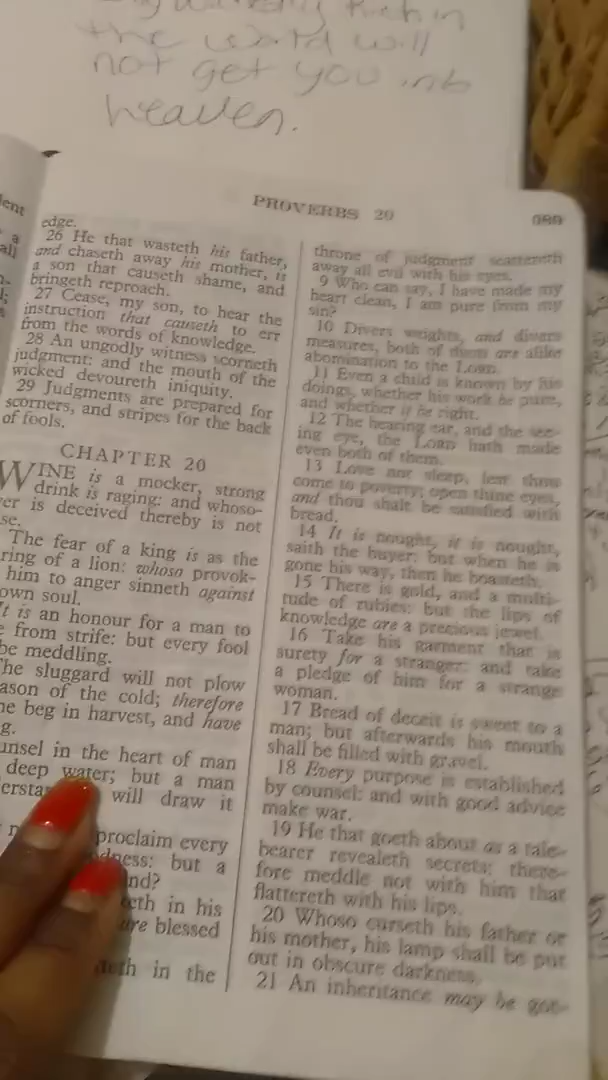 rich in
the world will
not get you into
heaven.
PROVERBS 20
689
edge.
26 He that wasteth his father,
and chaseth away his mother, is
a son that causeth shame, and
bringeth reproach.
27 Cease, my son, to hear the
instruction that causeth to err
from the words of knowledge.
28 An ungodly witness scorneth
judgment: and the mouth of the
wicked devoureth iniquity.
29 Judgments are prepared for
scorners, and stripes for the back
of fools.
CHAPTER 20
WINE is a mocker, strong
drink is raging: and whoso-
ver is deceived thereby is not
se.
The fear of a king is as the
ring of a lion: whoso provok-
him to anger sinneth against
own soul.
It is an honour for a man to
e from strife: but every fool
be meddling.
The sluggard will not plow
ason of the cold; therefore
he beg in harvest, and have
g.
unsel in the heart of man
deep water; but a man
ersta will draw it
proclaim every
dness: but a
nd?
eth in his
are blessed
teth in the
throne of judgment scattereth
away all evil with his eyes.
9 Who can say, I have made my
heart clean, I am pure from my
sin?
10 Divers weights, and divers
measures, both of them are alike
abomination to the LORD.
11 Even a child is known by his
doings, whether his work be pure,
and whether it be right.
12 The hearing ear, and the see-
ing eye, the LORD hath made
even both of them.
13 Love not sleep, lest thou
come to poverty; open thine eyes,
and thou shalt be satisfied with
bread.
14 It is nought, it is nought,
saith the buyer: but when he is
gone his way, then he boasteth.
15 There is gold, and a multi-
tude of rubies: but the lips of
knowledge are a precious jewel.
16 Take his garment that is
surety for a stranger: and take
a pledge of him for a strange
woman.
17 Bread of deceit is sweet to a
man; but afterwards his mouth
shall be filled with gravel.
18 Every purpose is established
by counsel: and with good advice
make war.
19 He that goeth about as a tale-
bearer revealeth secrets: there-
fore meddle not with him that
flattereth with his lips.
20 Whoso curseth his father or
his mother, his lamp shall be put
out in obscure darkness.
21 An inheritance may be got-